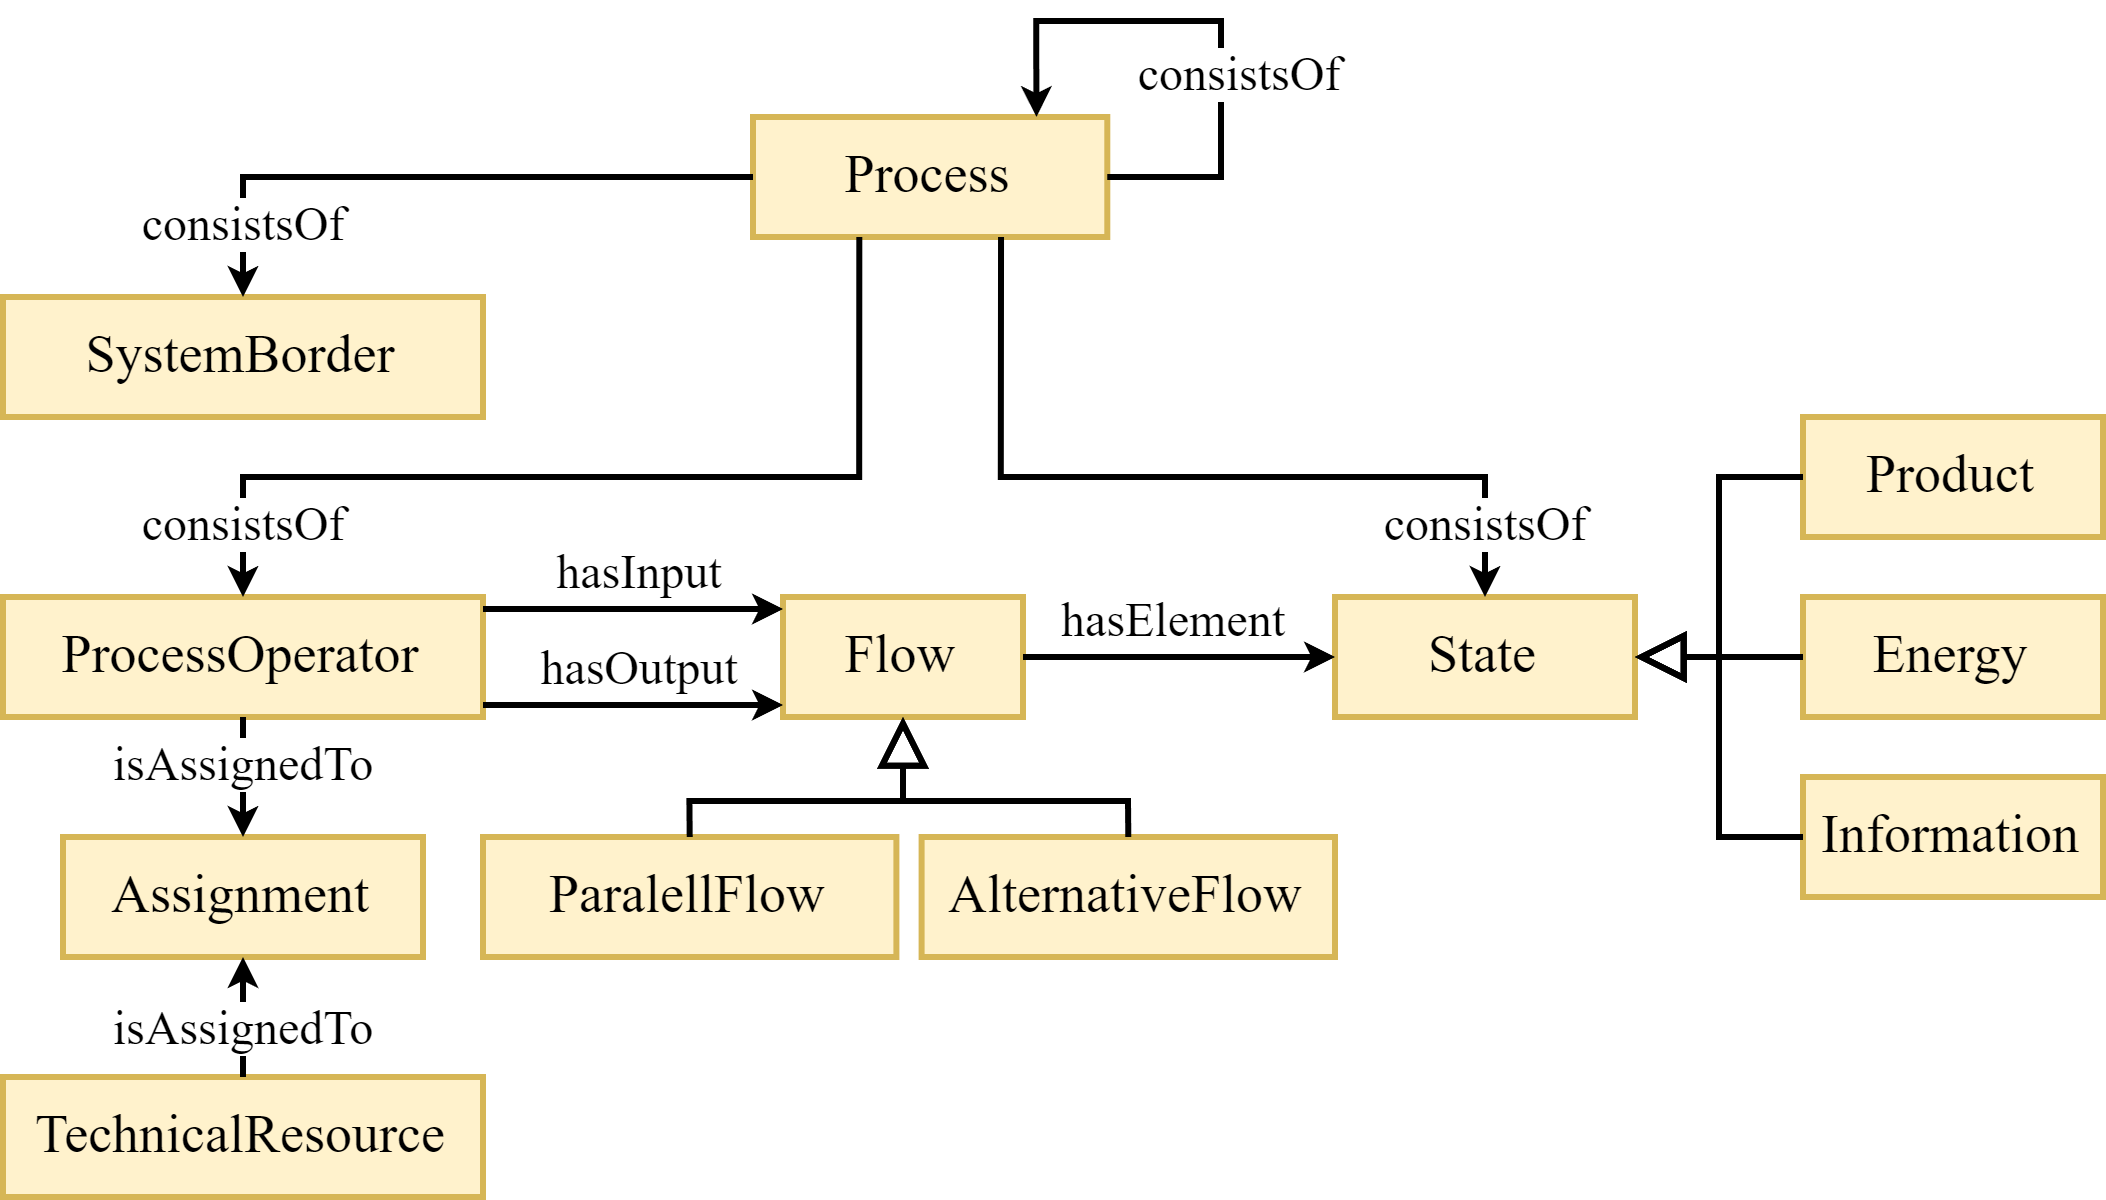 consistsOf
Process
consistsOf
SystemBorder
Product
consistsOf
consistsOf
hasInput
ProcessOperator
hasOutput
Flow
hasElement
State
Energy
isAssignedTo
Information
Assignment
ParalellFlow
AlternativeFlow
isAssignedTo
TechnicalResource